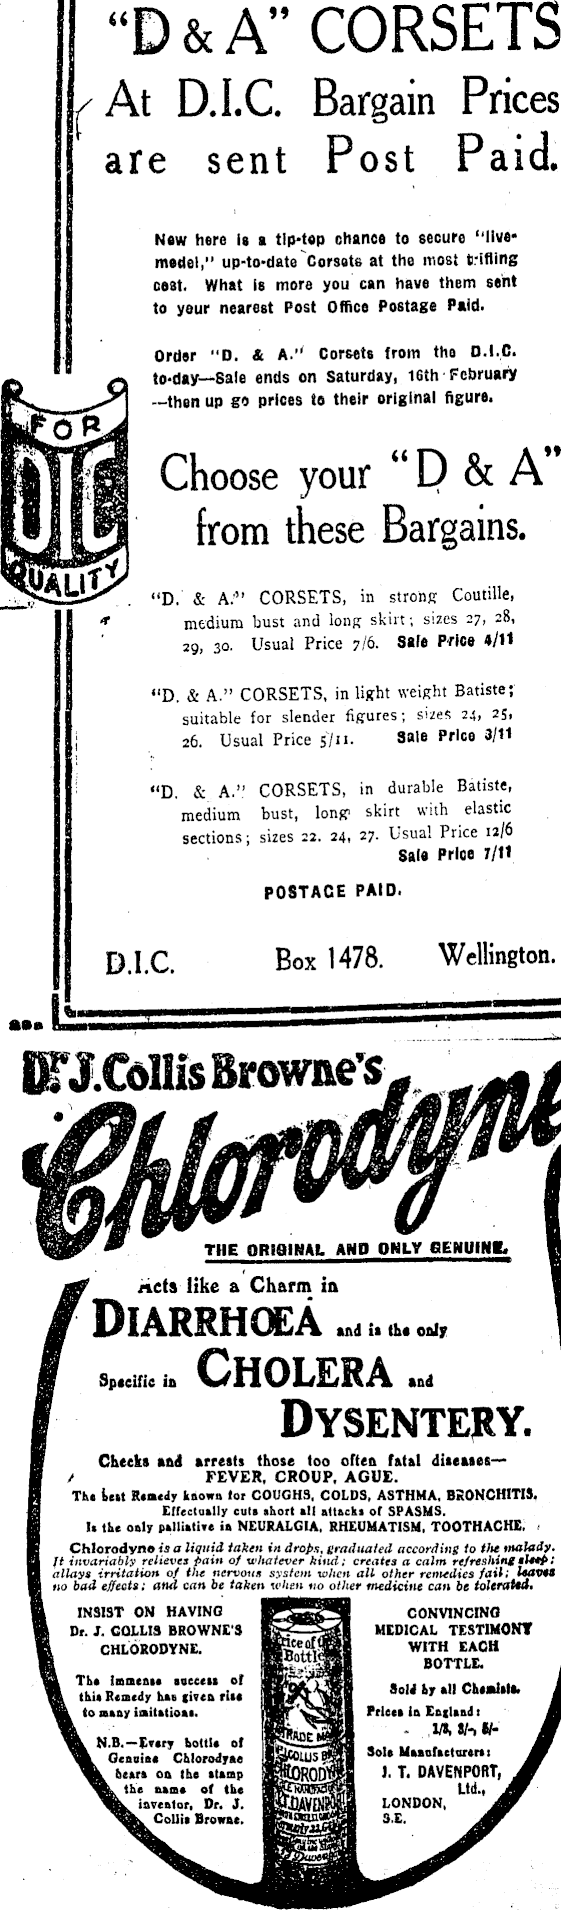 "D & A" CORSETS
At D.I.C. Bargain Prices
are sent Post Paid.
Now here is a tip-top chance to secure "live-
model," up-to-date Corsets at the most trifling
cost. What is more you can have them sent
to your nearest Post Office Postage Paid.
Order "D. & A." Corsets from the D.I.C.
to-day—Sale ends on Saturday, 16th February
—then up go prices to their original figure.
FOR
DIC
QUALITY
Choose your "D & A"
from these Bargains.
"D. & A." CORSETS, in strong Coutille,
medium bust and long skirt; sizes 27, 28,
29, 30. Usual Price 7/6. Sale Price 4/11
"D. & A." CORSETS, in light weight Batiste;
suitable for slender figures; sizes 24, 25,
26. Usual Price 5/11. Sale Price 3/11
"D. & A." CORSETS, in durable Batiste,
medium bust, long skirt with elastic
sections; sizes 22. 24, 27. Usual Price 12/6
Sale Price 7/11
POSTAGE PAID.
D.I.C. Box 1478. Wellington.
Dr. J. Collis Browne's
Chlorodyne
THE ORIGINAL AND ONLY GENUINE.
Acts like a Charm in
DIARRHŒA and is the only
Specific in CHOLERA and
DYSENTERY.
Checks and arrests those too often fatal diseases—
FEVER, CROUP, AGUE.
The best Remedy known for COUGHS, COLDS, ASTHMA, BRONCHITIS.
Effectually cuts short all attacks of SPASMS.
Is the only palliative in NEURALGIA, RHEUMATISM, TOOTHACHE.
Chlorodyne is a liquid taken in drops, graduated according to the malady.
It invariably relieves pain of whatever kind; creates a calm refreshing sleep;
allays irritation of the nervous system when all other remedies fail; leaves
no bad effects; and can be taken when no other medicine can be tolerated.
INSIST ON HAVING
Dr. J. COLLIS BROWNE'S
CHLORODYNE.
The immense success of
this Remedy has given rise
to many imitations.
N.B.—Every bottle of
Genuine Chlorodyne
bears on the stamp
the name of the
inventor, Dr. J.
Collis Browne.
Price of
Bottle
TRADE
COLLIS
CHLORODYNE
J.T. DAVENPORT
CONVINCING
MEDICAL TESTIMONY
WITH EACH
BOTTLE.
Sold by all Chemists.
Prices in England:
1/3, 3/-, 5/-
Sole Manufacturers:
J. T. DAVENPORT,
Ltd.,
LONDON,
S.E.